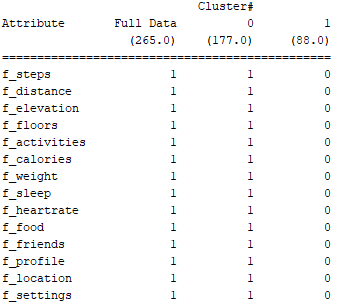 Cluster#
Attribute Full Data 0 1
(265.0) (177.0) (88.0)
==================================================
f_steps 1 1 0
f_distance 1 1 0
f_elevation 1 1 0
f_floors 1 1 0
f_activities 1 1 0
f_calories 1 1 0
f_weight 1 1 0
f_sleep 1 1 0
f_heartrate 1 1 0
f_food 1 1 0
f_friends 1 1 0
f_profile 1 1 0
f_location 1 1 0
f_settings 1 1 0